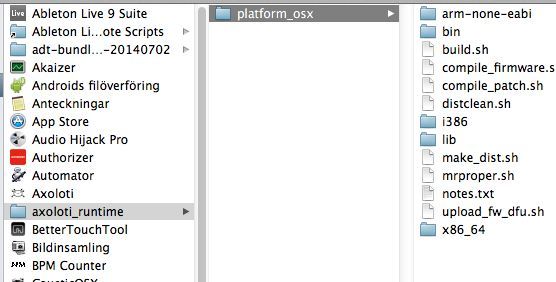 Ableton Live 9 Suite
Ableton Li...ote Scripts
adt-bundl...-20140702
Akaizer
Androids filöverföring
Anteckningar
App Store
Audio Hijack Pro
Authorizer
Automator
Axoloti
axoloti_runtime
BetterTouchTool
Bildinsamling
BPM Counter
platform_osx
arm-none-eabi
bin
build.sh
compile_firmware.s
compile_patch.sh
distclean.sh
i386
lib
make_dist.sh
mrproper.sh
notes.txt
upload_fw_dfu.sh
x86_64